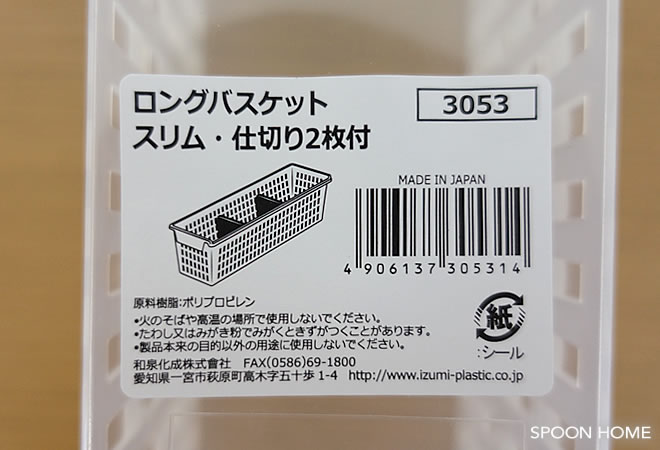 ロングバスケット
スリム・仕切り2枚付
3053
MADE IN JAPAN
4 906137 305314
原料樹脂:ポリプロピレン
•火のそばや高温の場所で使用しないでください。
•たわし又はみがき粉でみがくときずがつくことがあります。
•製品本来の目的以外の用途に使用しないでください。
和泉化成株式會社 FAX(0586)69-1800
愛知県一宮市萩原町高木字五十歩 1-4 http://www.izumi-plastic.co.jp
紙
:シール
SPOON HOME